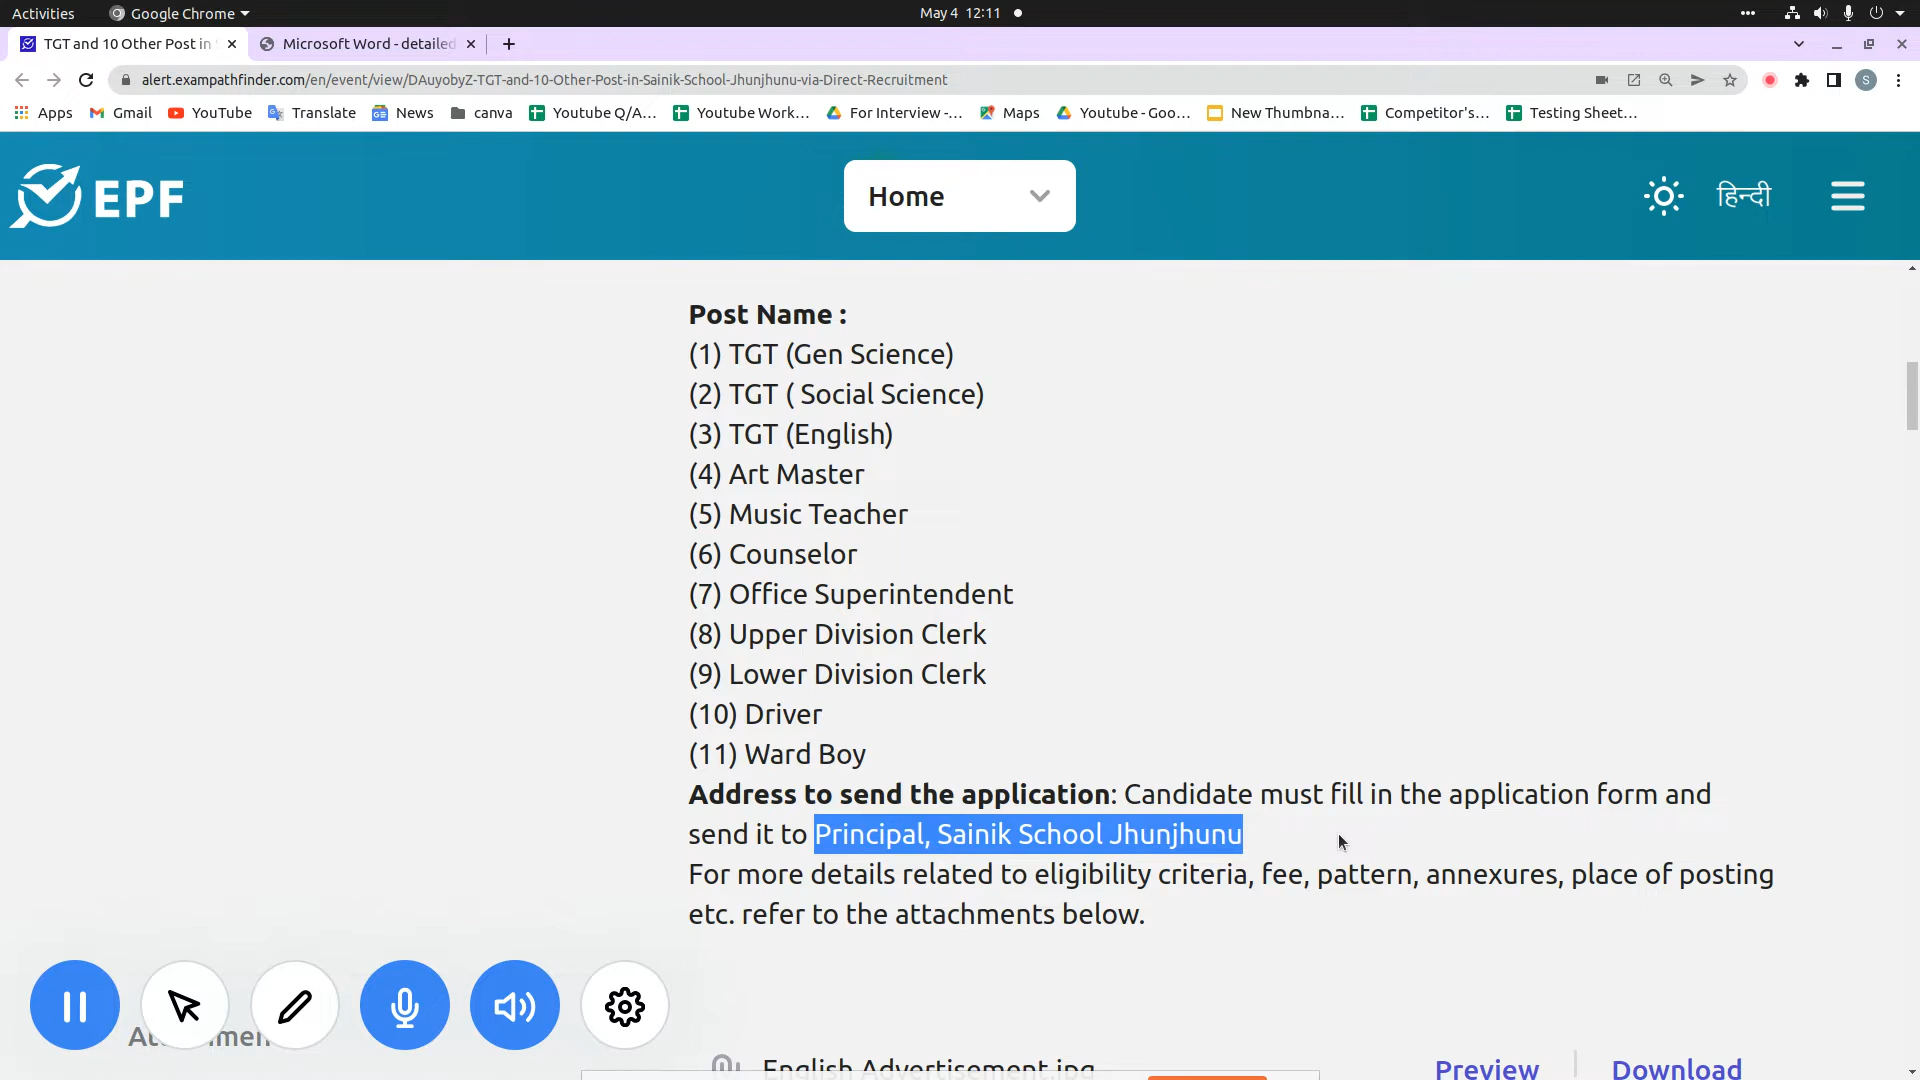 Activities Google Chrome May 4 12:11
TGT and 10 Other Post in Microsoft Word - detailed
alert.exampathfinder.com/en/event/view/DAuyobyZ-TGT-and-10-Other-Post-in-Sainik-School-Jhunjhunu-via-Direct-Recruitment S
Apps Gmail YouTube Translate News canva Youtube Q/A... Youtube Work... For Interview -... Maps Youtube - Goo... New Thumbna... Competitor's... Testing Sheet...
EPF Home हिन्दी
Post Name :
(1) TGT (Gen Science)
(2) TGT ( Social Science)
(3) TGT (English)
(4) Art Master
(5) Music Teacher
(6) Counselor
(7) Office Superintendent
(8) Upper Division Clerk
(9) Lower Division Clerk
(10) Driver
(11) Ward Boy
Address to send the application: Candidate must fill in the application form and
send it to Principal, Sainik School Jhunjhunu
For more details related to eligibility criteria, fee, pattern, annexures, place of posting
etc. refer to the attachments below.
English Advertisement.jpg Preview Download